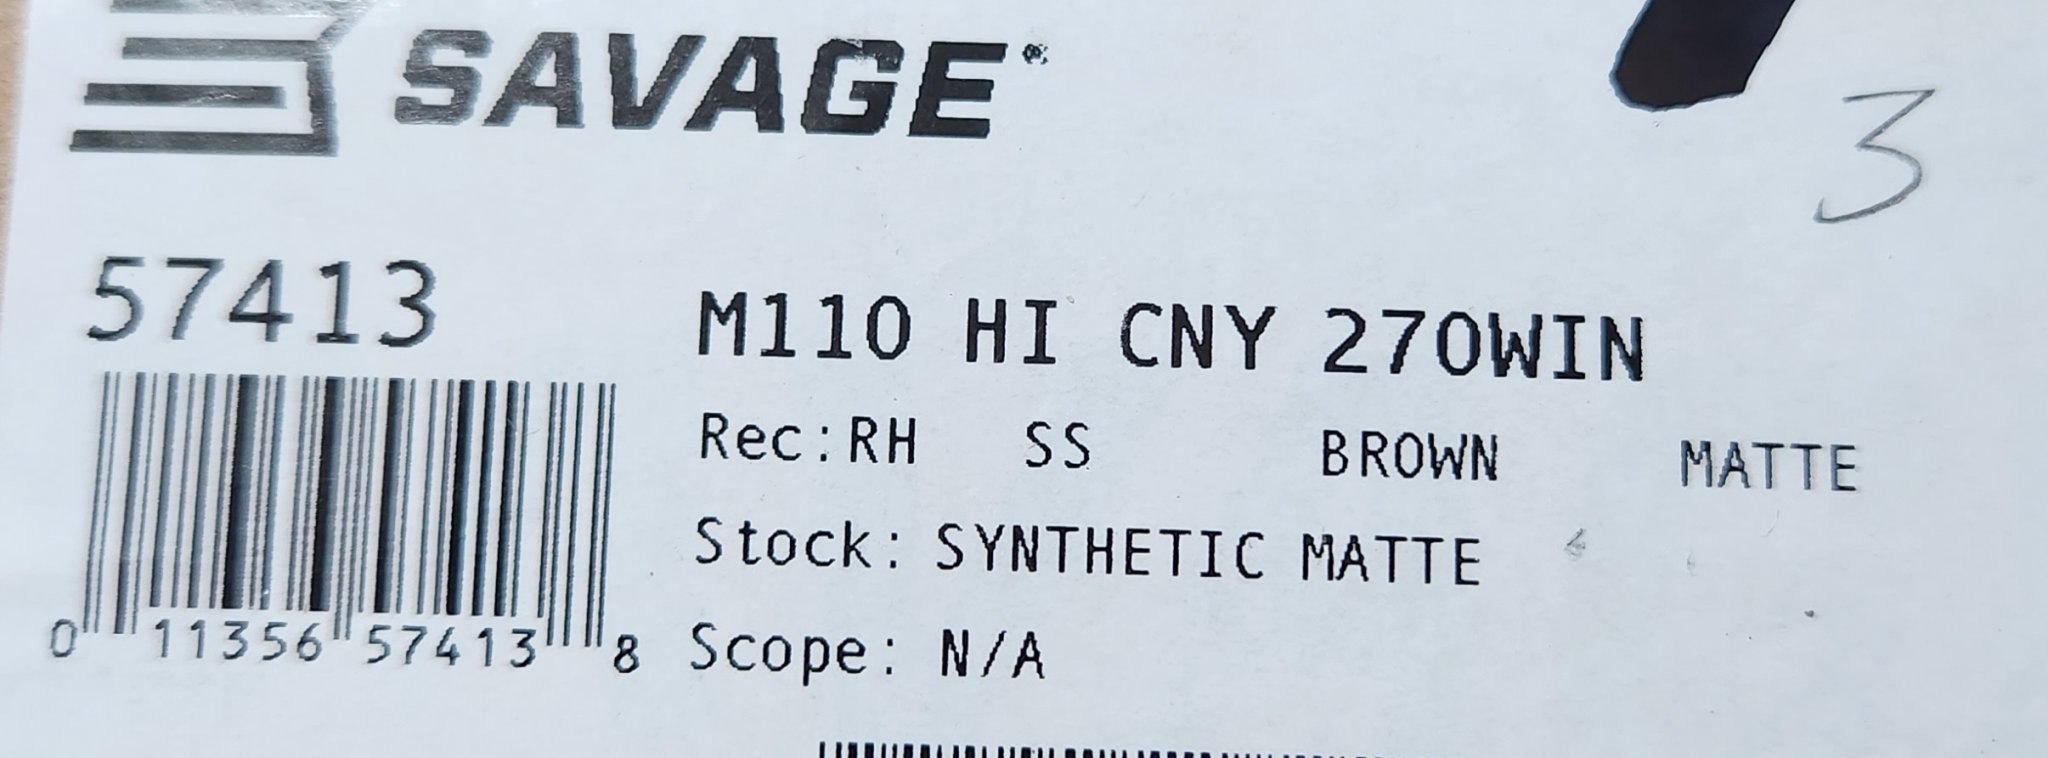 SAVAGE®
3
57413
M110 HI CNY 270WIN
Rec:RH SS BROWN MATTE
Stock: SYNTHETIC MATTE
Scope: N/A
0 11356 57413 8